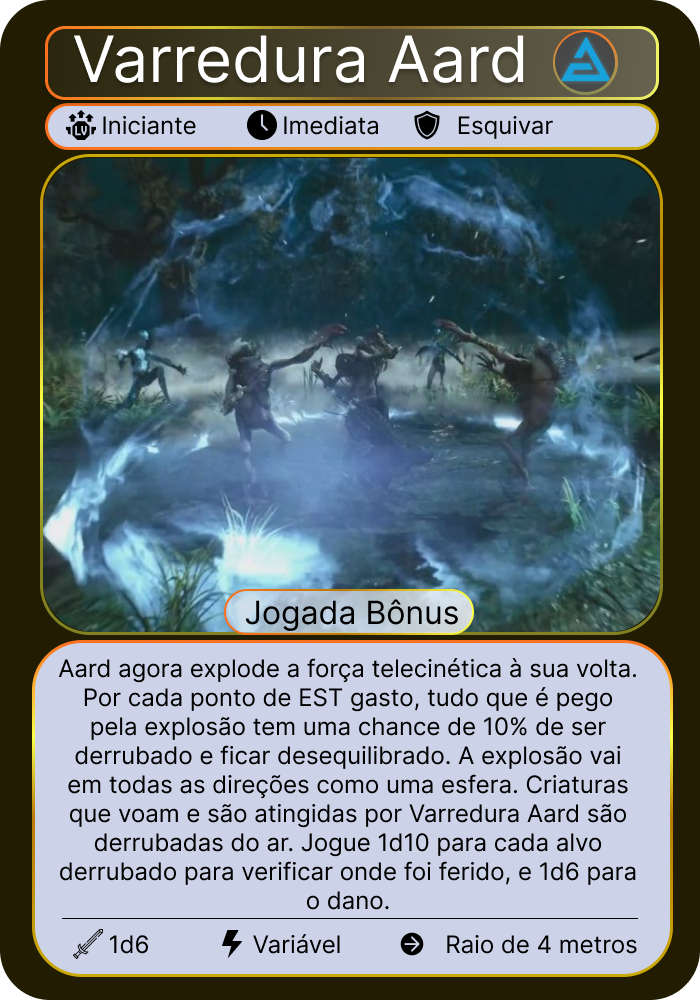 Varredura Aard
Iniciante Imediata Esquivar
Jogada Bônus
Aard agora explode a força telecinética à sua volta.
Por cada ponto de EST gasto, tudo que é pego
pela explosão tem uma chance de 10% de ser
derrubado e ficar desequilibrado. A explosão vai
em todas as direções como uma esfera. Criaturas
que voam e são atingidas por Varredura Aard são
derrubadas do ar. Jogue 1d10 para cada alvo
derrubado para verificar onde foi ferido, e 1d6 para
o dano.
1d6 Variável Raio de 4 metros